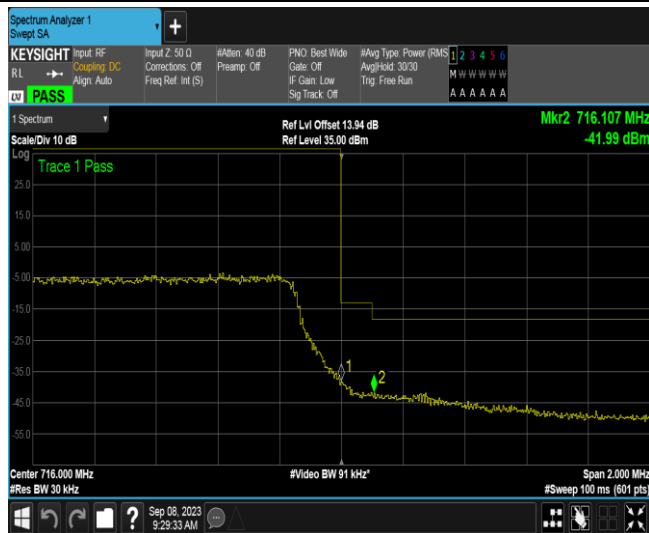 Spectrum Analyzer 1
Swept SA
+
KEYSIGHT Input: RF Input Z: 50 Ω #Atten: 40 dB PNO: Best Wide #Avg Type: Power (RMS 1 2 3 4 5 6
RL Coupling: DC Corrections: Off Preamp: Off Gate: Off Avg|Hold: 30/30 M W W W W W
Align: Auto Freq Ref: Int (S) IF Gain: Low Trig: Free Run
PASS Sig Track: Off A A A A A A
1 Spectrum Ref Lvl Offset 13.94 dB Mkr2 716.107 MHz
Scale/Div 10 dB Ref Level 35.00 dBm -41.99 dBm
Log
Trace 1 Pass
25.0
15.0
5.00
-5.00
-15.0
-25.0
-35.0
1
2
-45.0
-55.0
Center 716.000 MHz #Video BW 91 kHz* Span 2.000 MHz
#Res BW 30 kHz #Sweep 100 ms (601 pts)
? Sep 08, 2023
9:29:33 AM